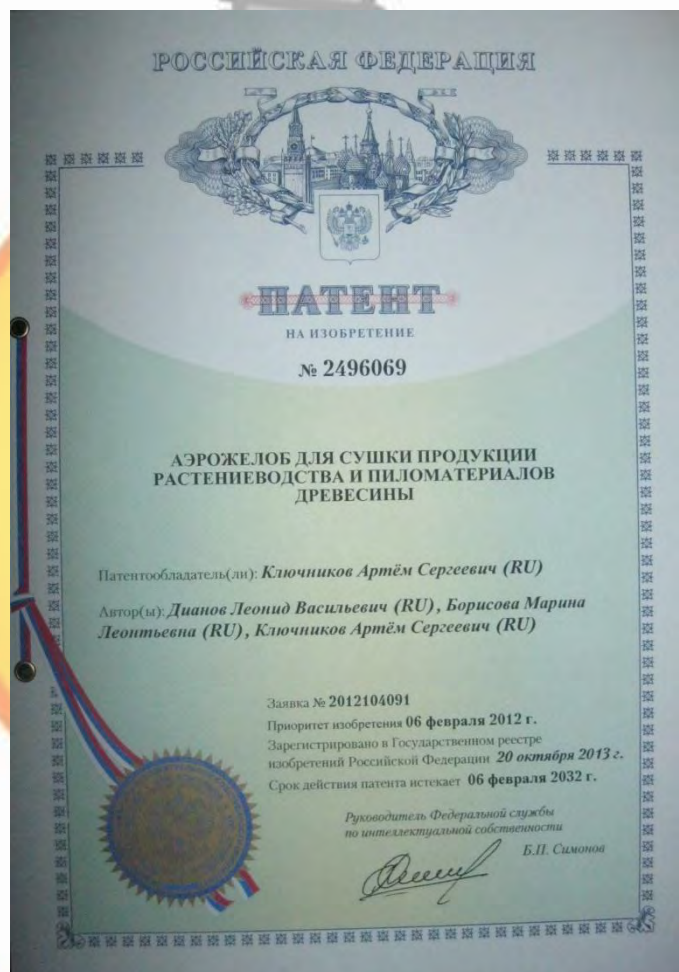 РОССИЙСКАЯ ФЕДЕРАЦИЯ
ПАТЕНТ
НА ИЗОБРЕТЕНИЕ
№ 2496069
АЭРОЖЕЛОБ ДЛЯ СУШКИ ПРОДУКЦИИ
РАСТЕНИЕВОДСТВА И ПИЛОМАТЕРИАЛОВ
ДРЕВЕСИНЫ
Патентообладатель(ли): Ключников Артём Сергеевич (RU)
Автор(ы): Дианов Леонид Васильевич (RU), Борисова Марина
Леонтьевна (RU), Ключников Артём Сергеевич (RU)
Заявка № 2012104091
Приоритет изобретения 06 февраля 2012 г.
Зарегистрировано в Государственном реестре
изобретений Российской Федерации 20 октября 2013 г.
Срок действия патента истекает 06 февраля 2032 г.
Руководитель Федеральной службы
по интеллектуальной собственности
Б.П. Симонов